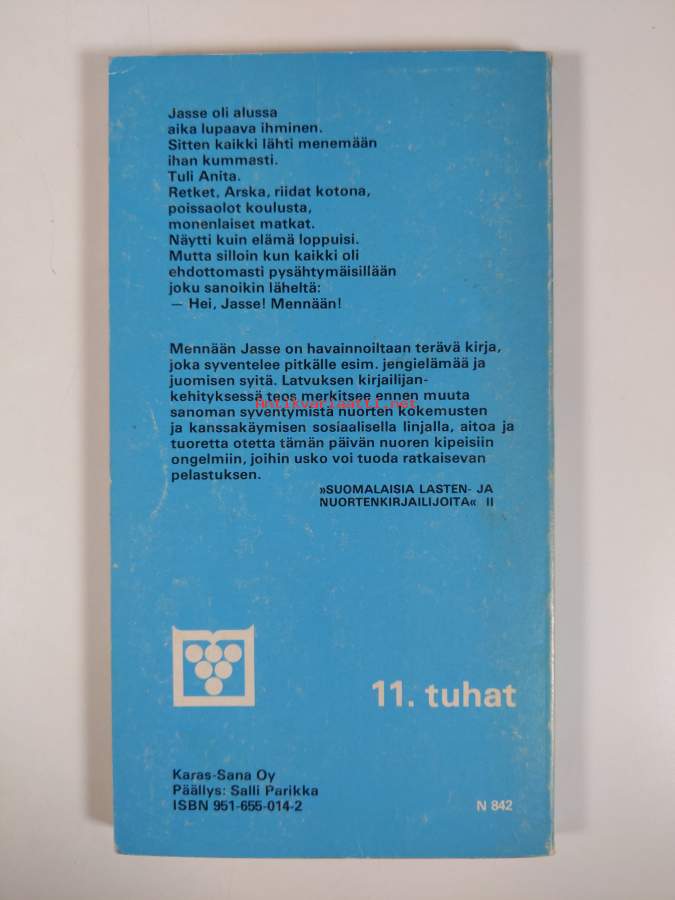 Jasse oli alussa
aika lupaava ihminen.
Sitten kaikki lähti menemään
ihan kummasti.
Tuli Anita.
Retket, Arska, riidat kotona,
poissaolot koulusta,
monenlaiset matkat.
Näytti kuin elämä loppuisi.
Mutta silloin kun kaikki oli
ehdottomasti pysähtymäisillään
joku sanoikin läheltä:
— Hei, Jasse! Mennään!
Mennään Jasse on havainnoiltaan terävä kirja,
joka syventelee pitkälle esim. jengielämää ja
juomisen syitä. Latvuksen kirjailijan-
kehityksessä teos merkitsee ennen muuta
Antikvariaatti.net
sanoman syventymistä nuorten kokemusten
ja kanssakäymisen sosiaalisella linjalla, aitoa ja
tuoretta otetta tämän päivän nuoren kipeisiin
ongelmiin, joihin usko voi tuoda ratkaisevan
pelastuksen.
»SUOMALAISIA LASTEN- JA
NUORTENKIRJAILIJOITA« II
11. tuhat
Karas-Sana Oy
Päällys: Salli Parikka
ISBN 951-655-014-2
N 842